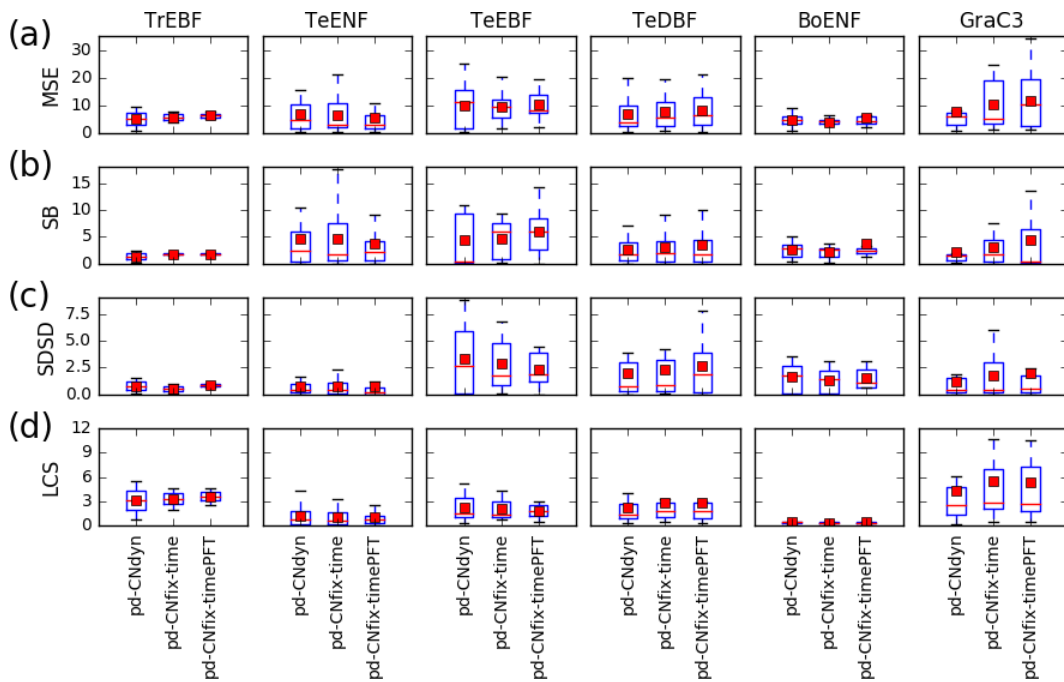 TrEBF TeENF TeEBF TeDBF BoENF GraC3
(a)
MSE
30
20
10
0
(b)
SB
15
10
5
0
(c)
SDSD
7.5
5.0
2.5
0.0
(d)
LCS
12
9
6
3
0
pd-CNdyn
pd-CNfix-time
pd-CNfix-timePFT
pd-CNdyn
pd-CNfix-time
pd-CNfix-timePFT
pd-CNdyn
pd-CNfix-time
pd-CNfix-timePFT
pd-CNdyn
pd-CNfix-time
pd-CNfix-timePFT
pd-CNdyn
pd-CNfix-time
pd-CNfix-timePFT
pd-CNdyn
pd-CNfix-time
pd-CNfix-timePFT